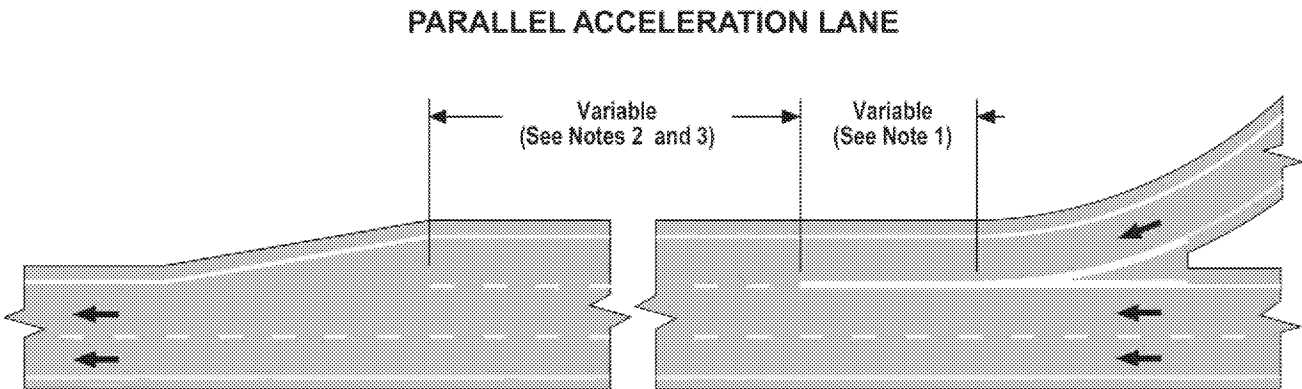 PARALLEL ACCELERATION LANE
Variable
(See Notes 2 and 3)
Variable
(See Note 1)